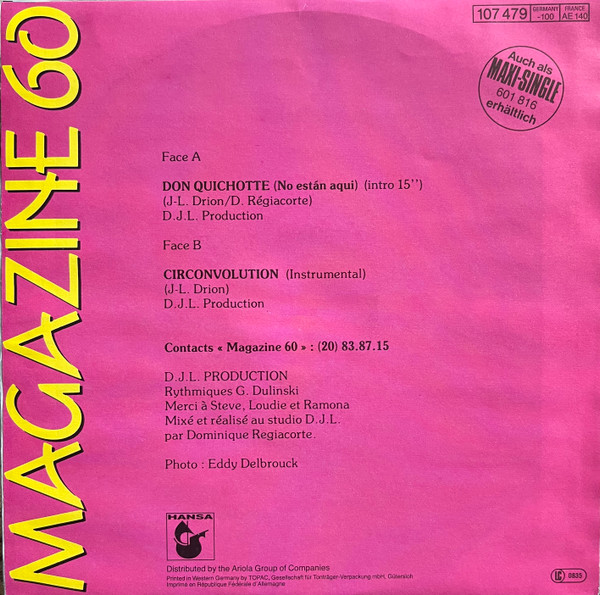 MAGAZINE 60
107 479
GERMANY
-100
FRANCE
AE 140
Auch als
MAXI-SINGLE
601 816
erhältlich
Face A
DON QUICHOTTE (No están aqui) (intro 15'')
(J-L. Drion/D. Régiacorte)
D.J.L. Production
Face B
CIRCONVOLUTION (Instrumental)
(J-L. Drion)
D.J.L. Production
Contacts « Magazine 60 » : (20) 83.87.15
D.J.L. PRODUCTION
Rythmiques G. Dulinski
Merci à Steve, Loudie et Ramona
Mixé et réalisé au studio D.J.L.
par Dominique Regiacorte.
Photo : Eddy Delbrouck
HANSA
Distributed by the Ariola Group of Companies
Printed in Western Germany by TOPAC, Gesellschaft für Tonträger-Verpackung mbH, Gütersloh
Imprimé en République Fédérale d'Allemagne
LC 0835